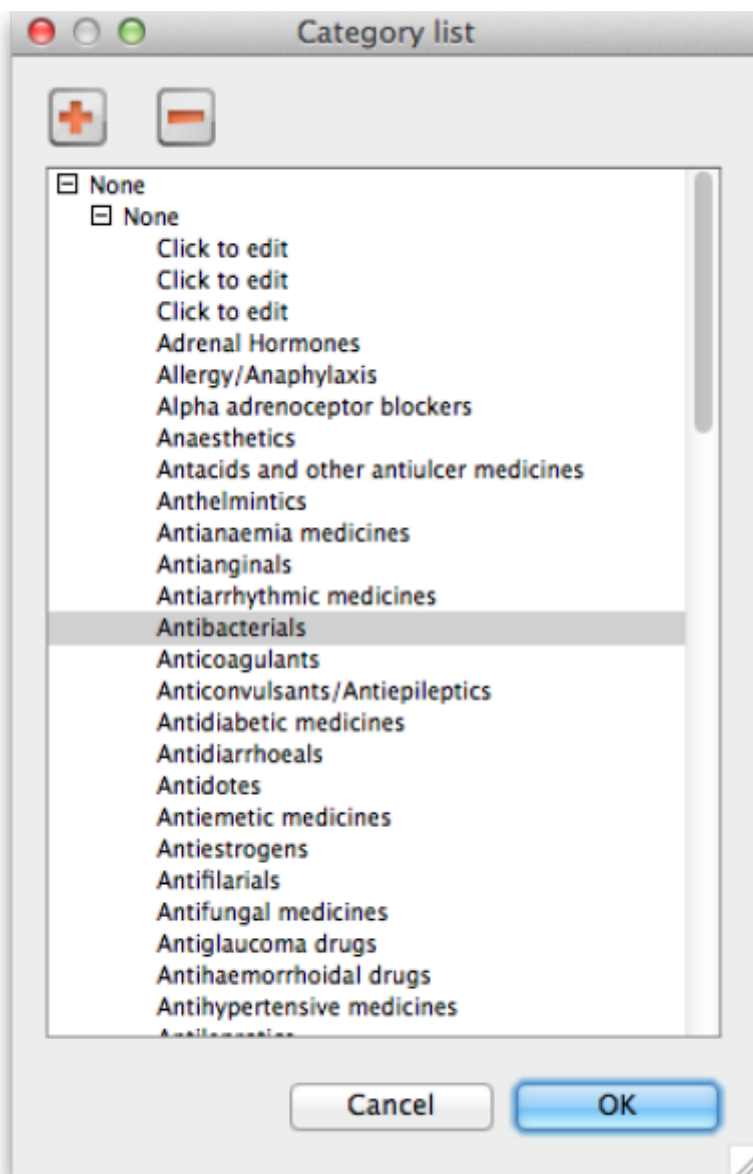 Category list
None
None
Click to edit
Click to edit
Click to edit
Adrenal Hormones
Allergy/Anaphylaxis
Alpha adrenoceptor blockers
Anaesthetics
Antacids and other antiulcer medicines
Anthelmintics
Antianaemia medicines
Antianginals
Antiarrhythmic medicines
Antibacterials
Anticoagulants
Anticonvulsants/Antiepileptics
Antidiabetic medicines
Antidiarrhoeals
Antidotes
Antiemetic medicines
Antiestrogens
Antifilarials
Antifungal medicines
Antiglaucoma drugs
Antihaemorrhoidal drugs
Antihypertensive medicines
Cancel OK